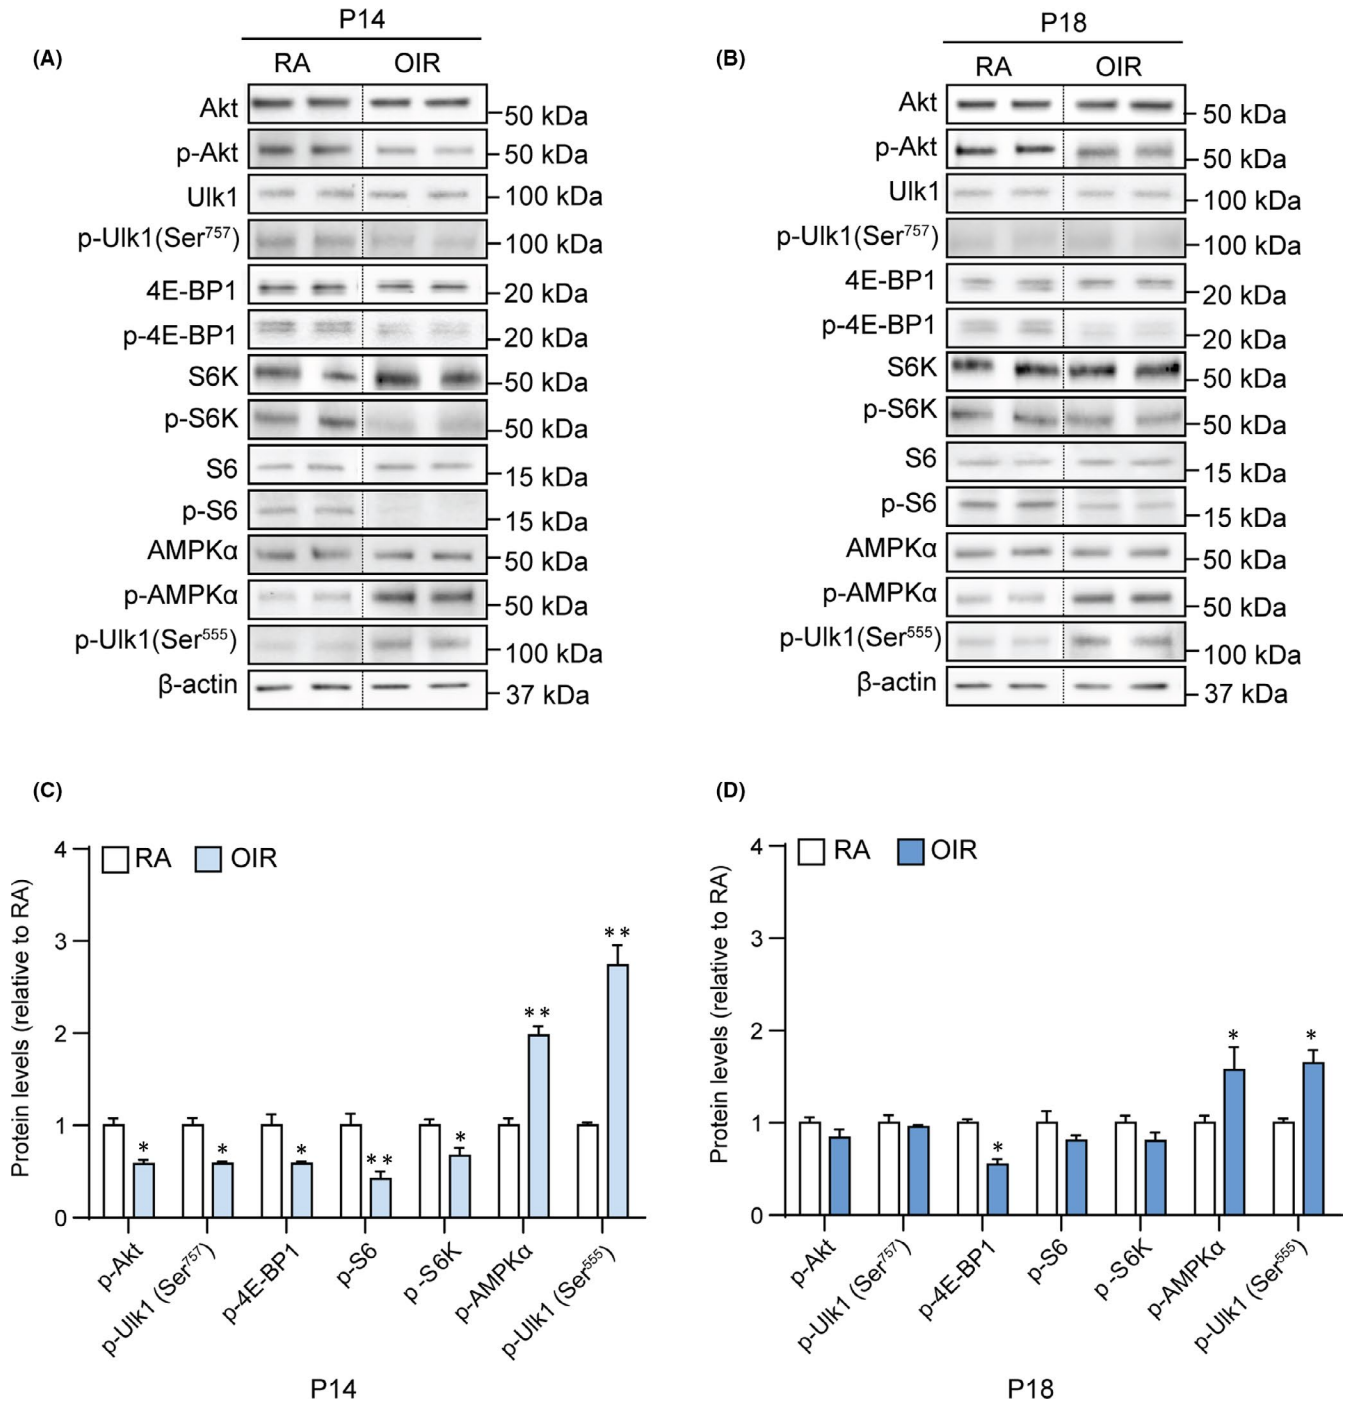 P14
(A)
RA OIR
Akt 50 kDa
p-Akt 50 kDa
Ulk1 100 kDa
p-Ulk1(Ser757) 100 kDa
4E-BP1 20 kDa
p-4E-BP1 20 kDa
S6K 50 kDa
p-S6K 50 kDa
S6 15 kDa
p-S6 15 kDa
AMPKα 50 kDa
p-AMPKα 50 kDa
p-Ulk1(Ser555) 100 kDa
β-actin 37 kDa
P18
(B)
RA OIR
Akt 50 kDa
p-Akt 50 kDa
Ulk1 100 kDa
p-Ulk1(Ser757) 100 kDa
4E-BP1 20 kDa
p-4E-BP1 20 kDa
S6K 50 kDa
p-S6K 50 kDa
S6 15 kDa
p-S6 15 kDa
AMPKα 50 kDa
p-AMPKα 50 kDa
p-Ulk1(Ser555) 100 kDa
β-actin 37 kDa
(C)
RA OIR
Protein levels (relative to RA)
4
3
2
1
0
* * * ** * ** **
p-Akt
p-Ulk1 (Ser757)
p-4E-BP1
p-S6
p-S6K
p-AMPKα
p-Ulk1 (Ser555)
P14
(D)
RA OIR
Protein levels (relative to RA)
4
3
2
1
0
* * *
p-Akt
p-Ulk1 (Ser757)
p-4E-BP1
p-S6
p-S6K
p-AMPKα
p-Ulk1 (Ser555)
P18